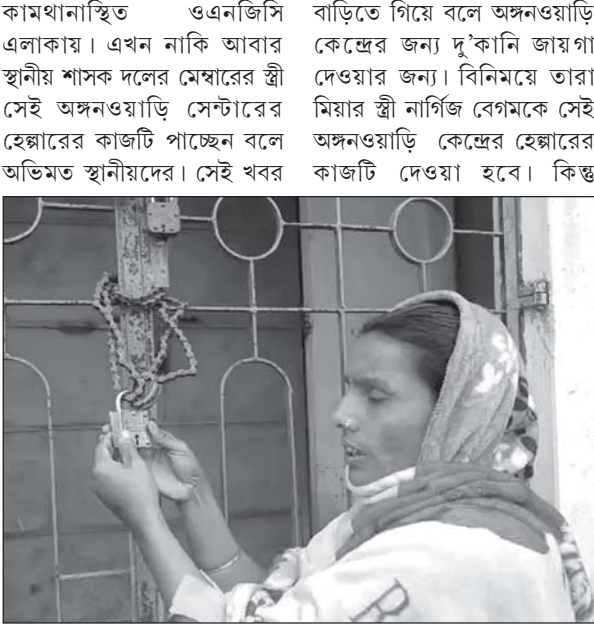 কামথানাস্থিত ওএনজিসি
এলাকায়। এখন নাকি আবার
স্থানীয় শাসক দলের মেম্বারের স্ত্রী
সেই অঙ্গনওয়াড়ি সেন্টারের
হেল্পারের কাজটি পাচ্ছেন বলে
অভিমত স্থানীয়দের। সেই খবর
বাড়িতে গিয়ে বলে অঙ্গনওয়াড়ি
কেন্দ্রের জন্য দু'কানি জায়গা
দেওয়ার জন্য। বিনিময়ে তারা
মিয়ার স্ত্রী নার্গিজ বেগমকে সেই
অঙ্গনওয়াড়ি কেন্দ্রের হেল্পারের
কাজটি দেওয়া হবে। কিন্তু